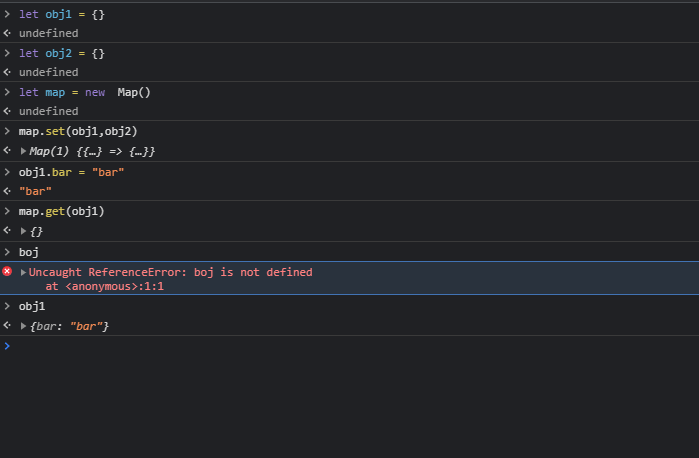 let obj1 = {}
undefined
let obj2 = {}
undefined
let map = new  Map()
undefined
map.set(obj1,obj2)
Map(1) {{…} => {…}}
obj1.bar = "bar"
"bar"
map.get(obj1)
{}
boj
Uncaught ReferenceError: boj is not defined
    at <anonymous>:1:1
obj1
{bar: "bar"}